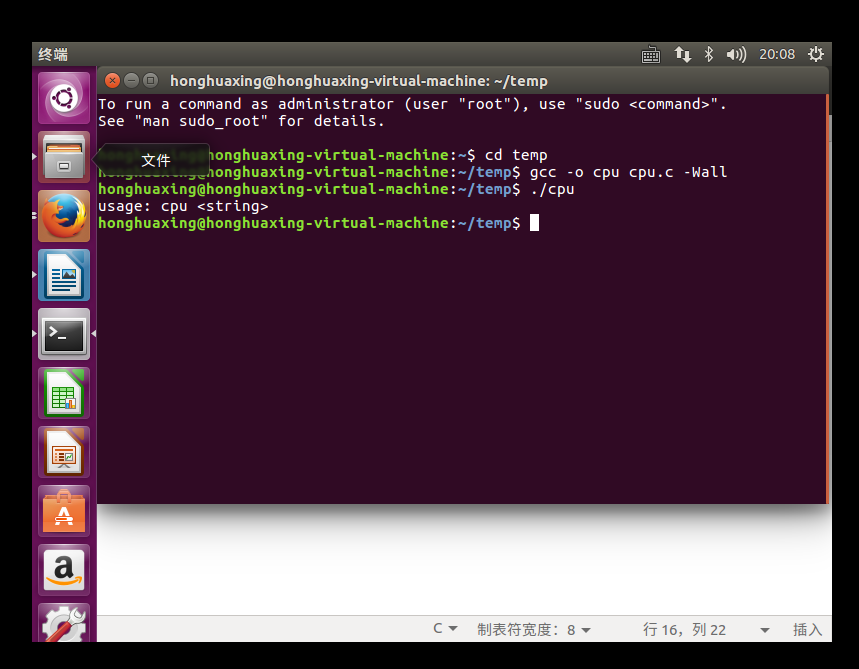 终端
20:08
honghuaxing@honghuaxing-virtual-machine: ~/temp
To run a command as administrator (user "root"), use "sudo <command>".
See "man sudo_root" for details.
文件
honghuaxing@honghuaxing-virtual-machine:~$ cd temp
honghuaxing@honghuaxing-virtual-machine:~/temp$ gcc -o cpu cpu.c -Wall
honghuaxing@honghuaxing-virtual-machine:~/temp$ ./cpu
usage: cpu <string>
honghuaxing@honghuaxing-virtual-machine:~/temp$
C 制表符宽度：8 行 16，列 22 插入